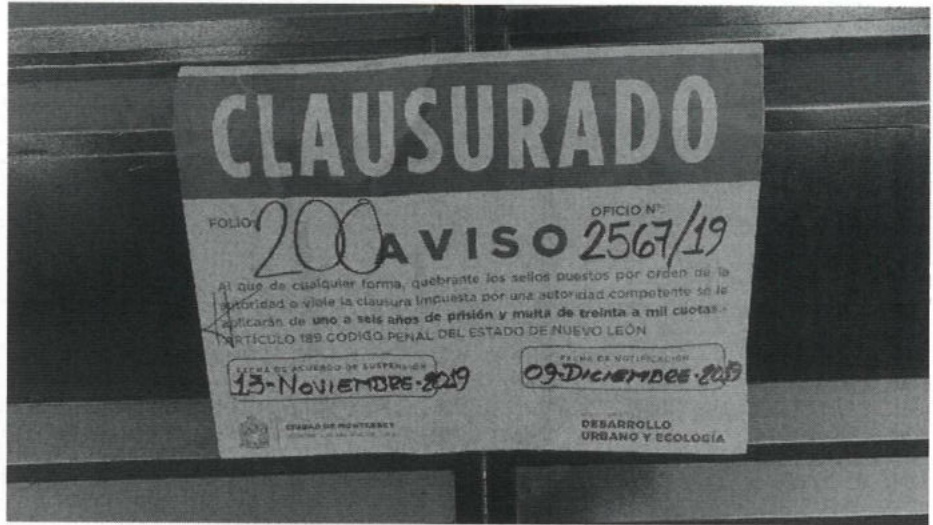 CLAUSURADO
FOLIO: 200
AVISO
OFICIO N°: 2567/19
Al que de cualquier forma, quebrante los sellos puestos por orden de la
autoridad o viole la clausura impuesta por una autoridad competente se le
aplicarán de uno a seis años de prisión y multa de treinta a mil cuotas.-
ARTÍCULO 189 CODIGO PENAL DEL ESTADO DE NUEVO LEÓN
FECHA DE ACUERDO DE SUSPENSIÓN
13-NOVIEMBRE-2019
FECHA DE NOTIFICACIÓN
09-DICIEMBRE-2019
CIUDAD DE MONTERREY
DESARROLLO
URBANO Y ECOLOGÍA